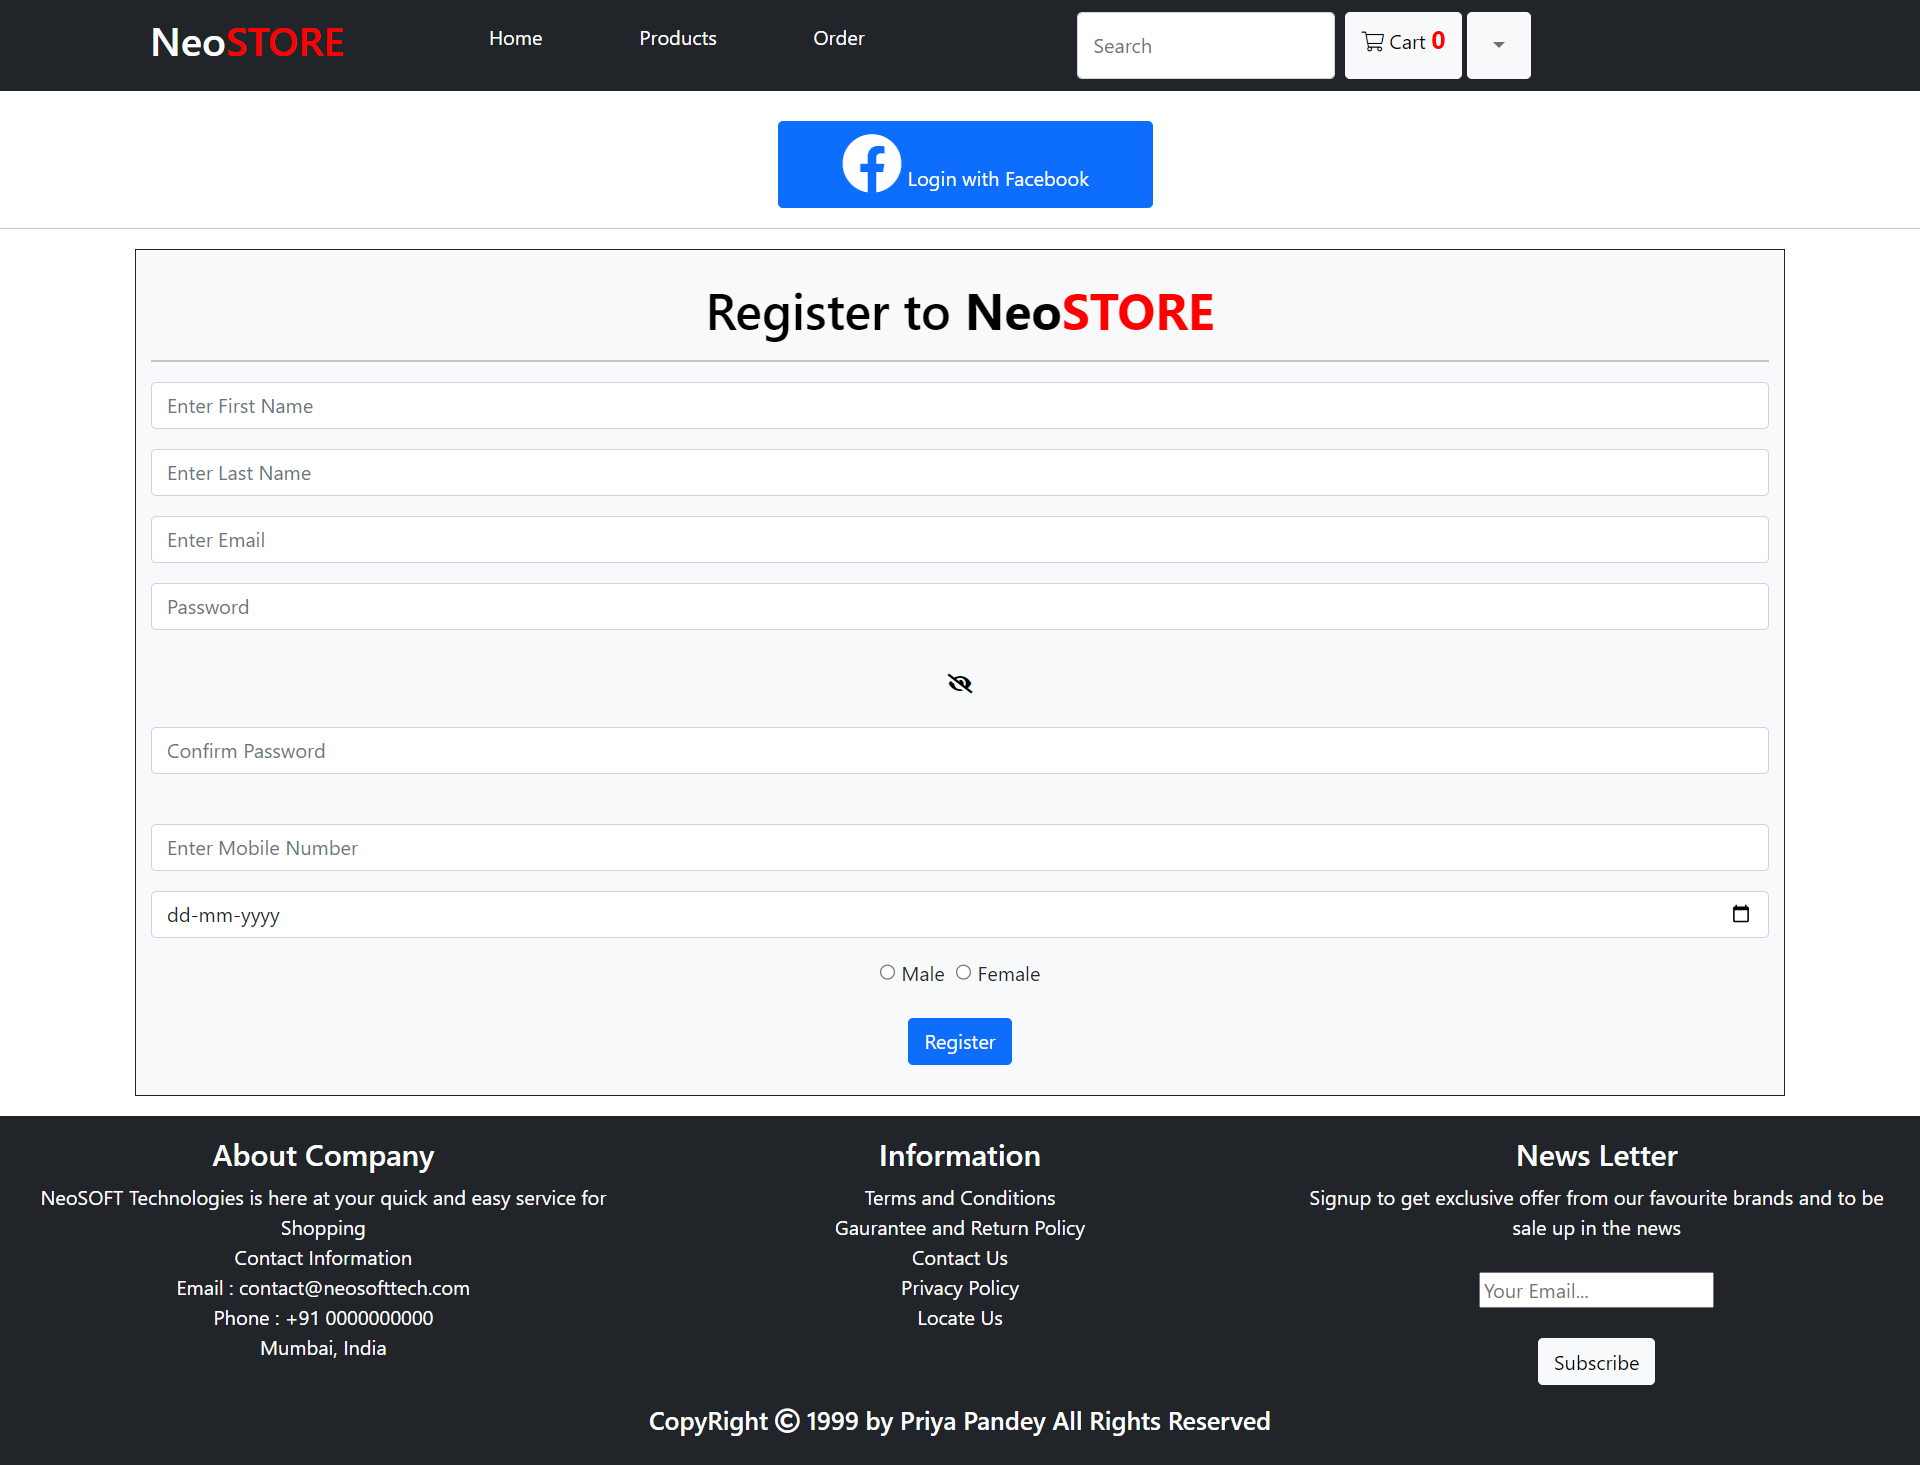 NeoSTORE Home Products Order Search Cart 0
Login with Facebook
Register to NeoSTORE
Enter First Name
Enter Last Name
Enter Email
Password
Confirm Password
Enter Mobile Number
dd-mm-yyyy
Male Female
Register
About Company
NeoSOFT Technologies is here at your quick and easy service for
Shopping
Contact Information
Email : contact@neosofttech.com
Phone : +91 0000000000
Mumbai, India
Information
Terms and Conditions
Gaurantee and Return Policy
Contact Us
Privacy Policy
Locate Us
News Letter
Signup to get exclusive offer from our favourite brands and to be
sale up in the news
Your Email...
Subscribe
CopyRight © 1999 by Priya Pandey All Rights Reserved